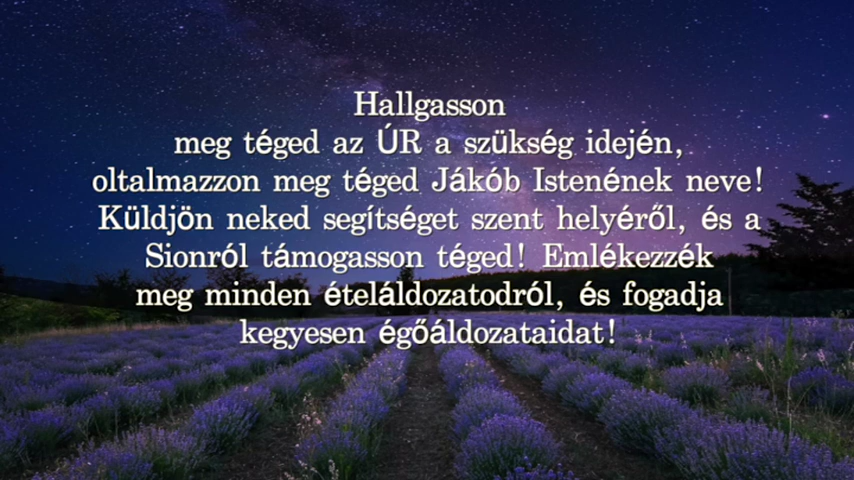 Hallgasson
meg téged az ÚR a szükség idején,
oltalmazzon meg téged Jákób Istenének neve!
Küldjön neked segítséget szent helyéről, és a
Sionról támogasson téged! Emlékezzék
meg minden ételáldozatodról, és fogadja
kegyesen égőáldozataidat!